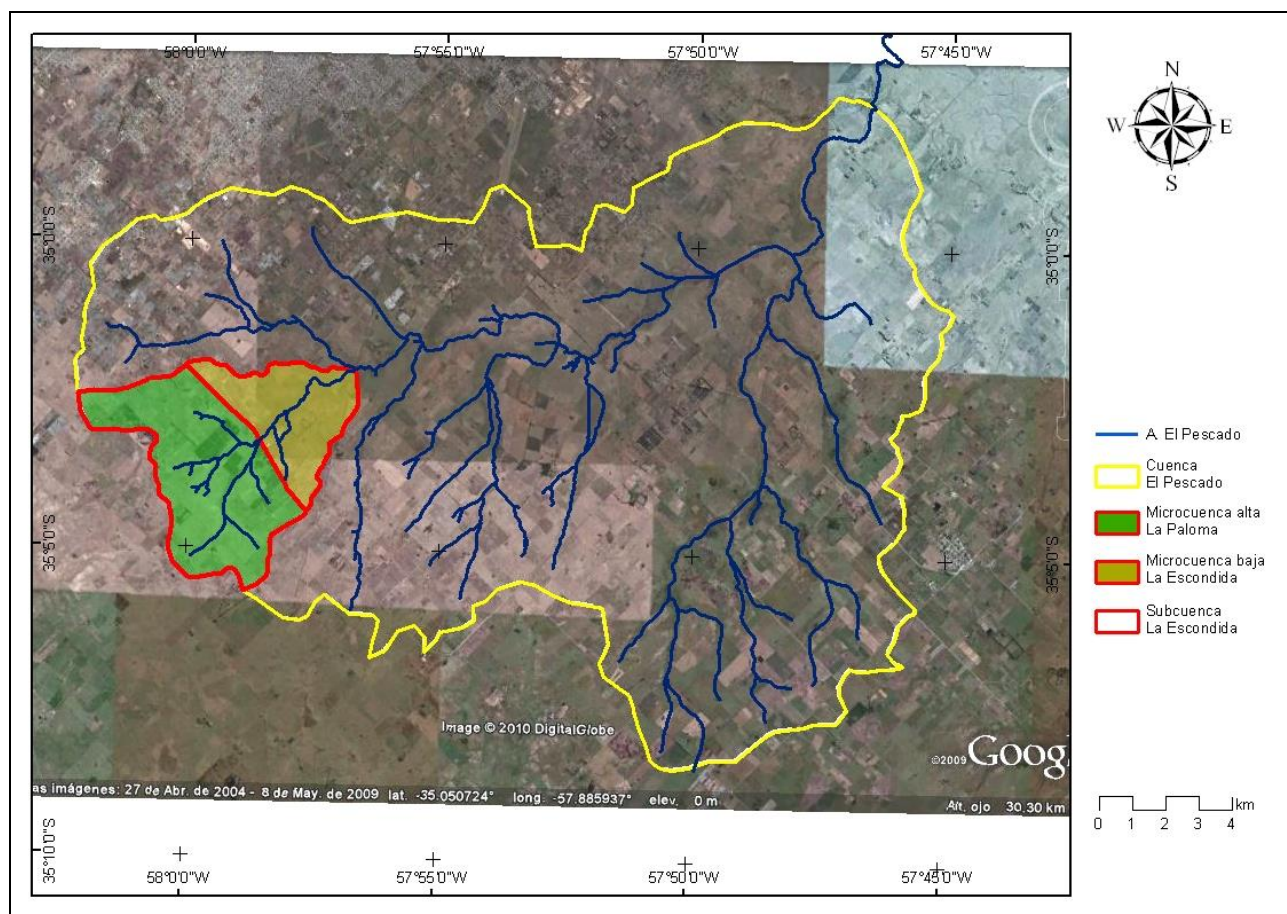 58°0'0"W 57°55'0"W 57°50'0"W 57°45'0"W
N
W E
S
35°0'0"S 35°0'0"S
A. El Pescado
Cuenca
El Pescado
Microcuenca alta
La Paloma
Microcuenca baja
La Escondida
Subcuenca
La Escondida
35°5'0"S 35°5'0"S
Image © 2010 DigitalGlobe
©2009 Goog
as imágenes: 27 de Abr. de 2004 - 8 de May. de 2009 lat. -35.050724° long. -57.885937° elev. 0 m Alt. ojo 30.30 km
km
0 1 2 3 4
35°10'0"S
58°0'0"W 57°55'0"W 57°50'0"W 57°45'0"W